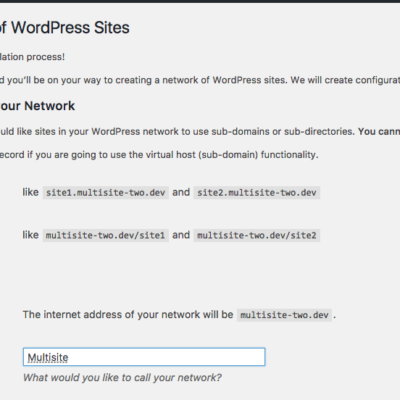 of WordPress Sites
lation process!
d you'll be on your way to creating a network of WordPress sites. We will create configurat
our Network
uld like sites in your WordPress network to use sub-domains or sub-directories. You cann
ecord if you are going to use the virtual host (sub-domain) functionality.
like site1.multisite-two.dev and site2.multisite-two.dev
like multisite-two.dev/site1 and multisite-two.dev/site2
The internet address of your network will be multisite-two.dev.
Multisite
What would you like to call your network?